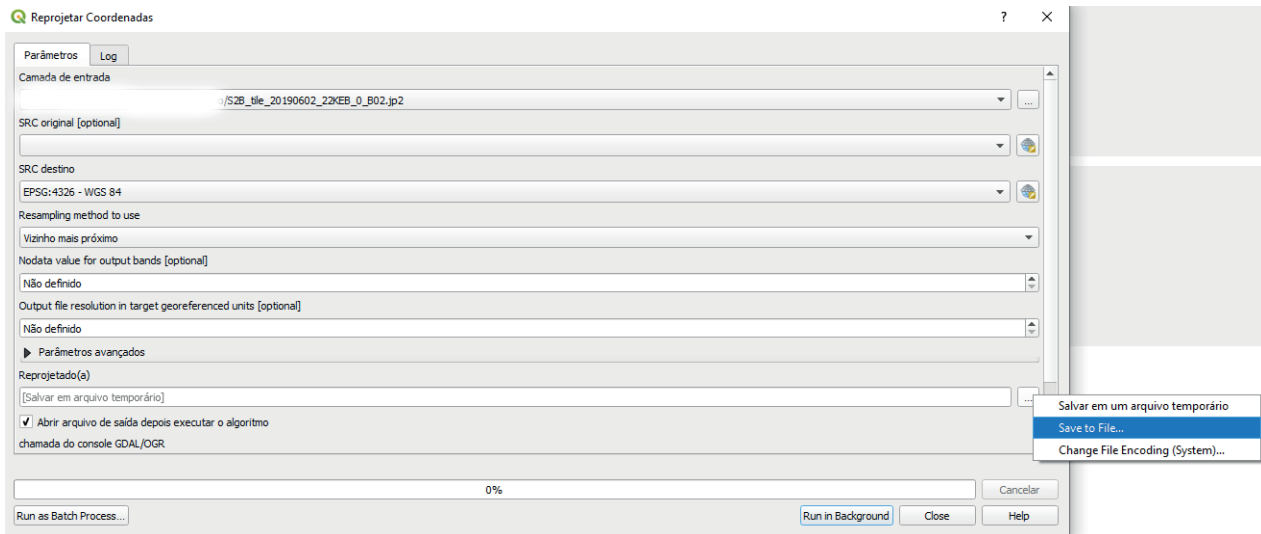 Reprojetar Coordenadas
? X
Parâmetros Log
Camada de entrada
/S2B_tile_20190602_22KEB_0_B02.jp2
...
SRC original [optional]
SRC destino
EPSG:4326 - WGS 84
Resampling method to use
Vizinho mais próximo
Nodata value for output bands [optional]
Não definido
Output file resolution in target georeferenced units [optional]
Não definido
Parâmetros avançados
Reprojetado(a)
[Salvar em arquivo temporário]
...
Salvar em um arquivo temporário
Abrir arquivo de saída depois executar o algoritmo
Save to File...
chamada do console GDAL/OGR
Change File Encoding (System)...
0%
Cancelar
Run as Batch Process...
Run in Background
Close
Help